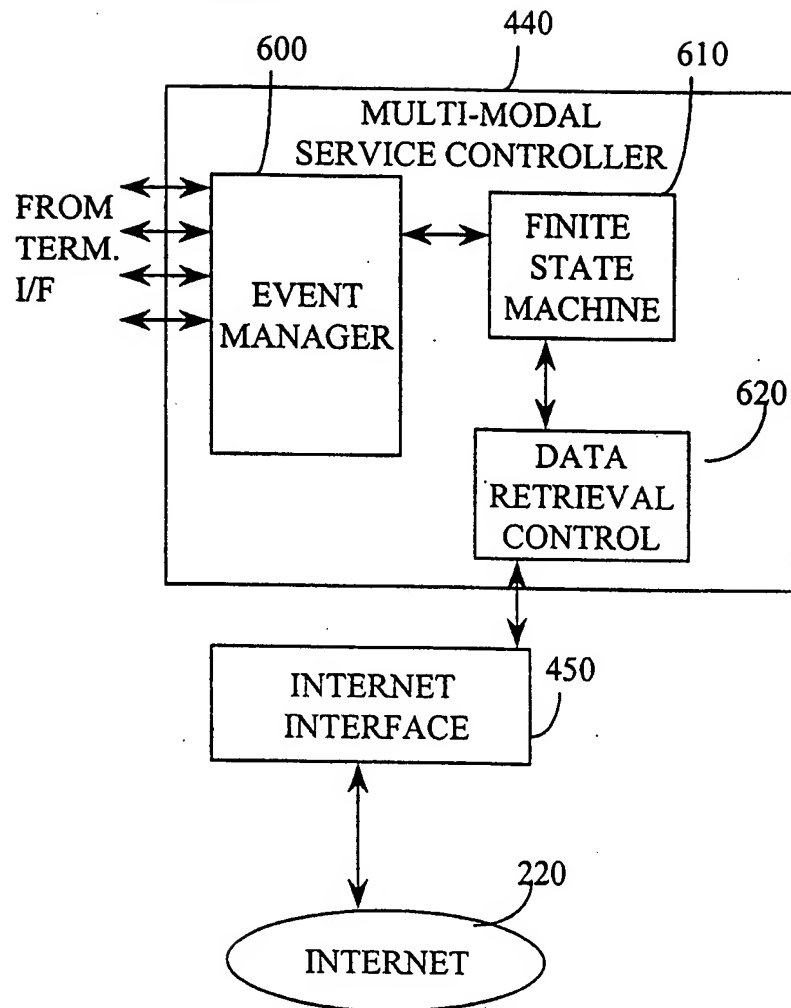 440
600
610
MULTI-MODAL
SERVICE CONTROLLER
FROM
TERM.
I/F
EVENT
MANAGER
FINITE
STATE
MACHINE
620
DATA
RETRIEVAL
CONTROL
INTERNET
INTERFACE
450
220
INTERNET